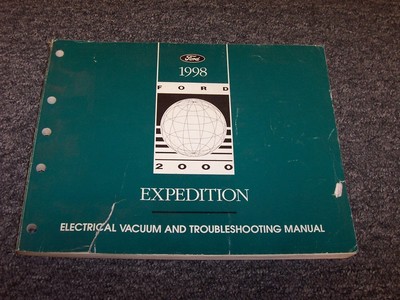 Ford
1998
FORD
2000
EXPEDITION
ELECTRICAL VACUUM AND TROUBLESHOOTING MANUAL